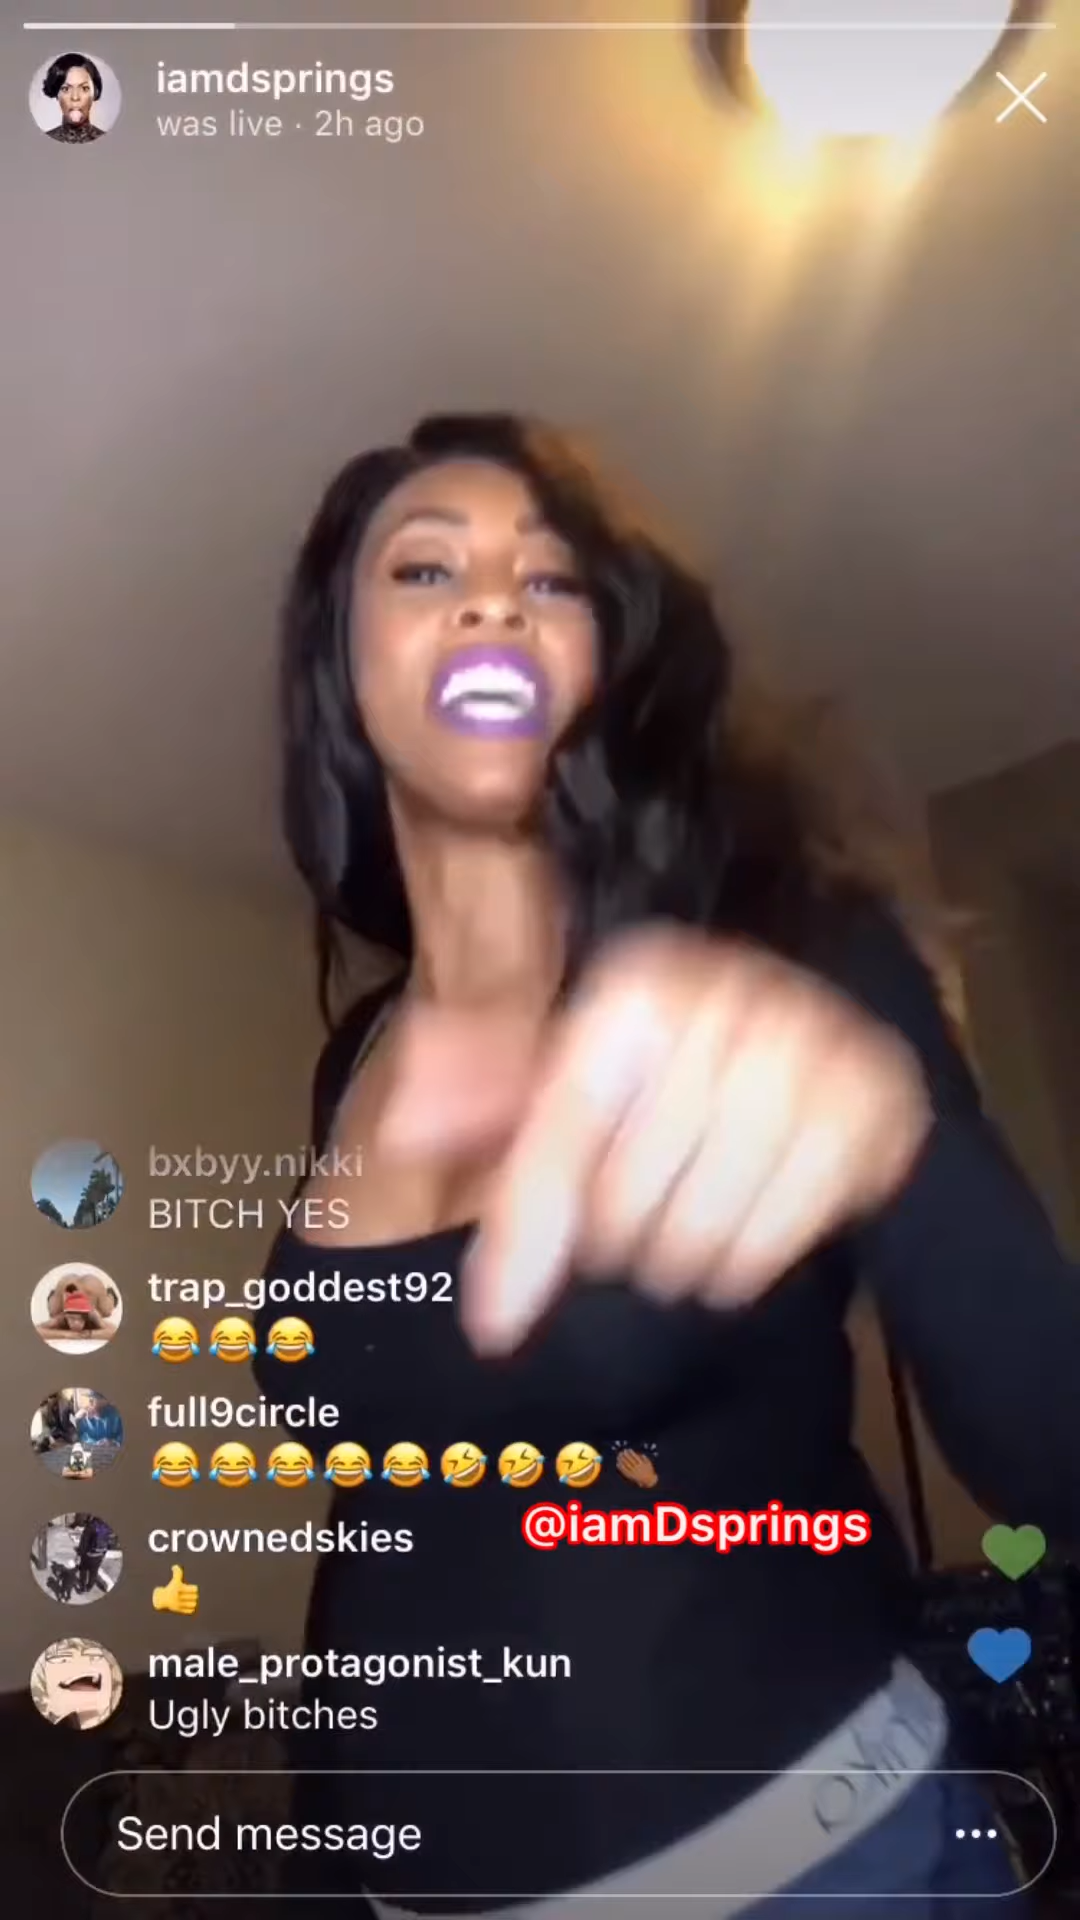 iamdsprings
was live · 2h ago
bxbyy.nikki
BITCH YES
trap_goddest92
😂😂😂
full9circle
😂😂😂😂😂🤣🤣🤣👏🏾
@iamDsprings
crownedskies
👍
male_protagonist_kun
Ugly bitches
Send message